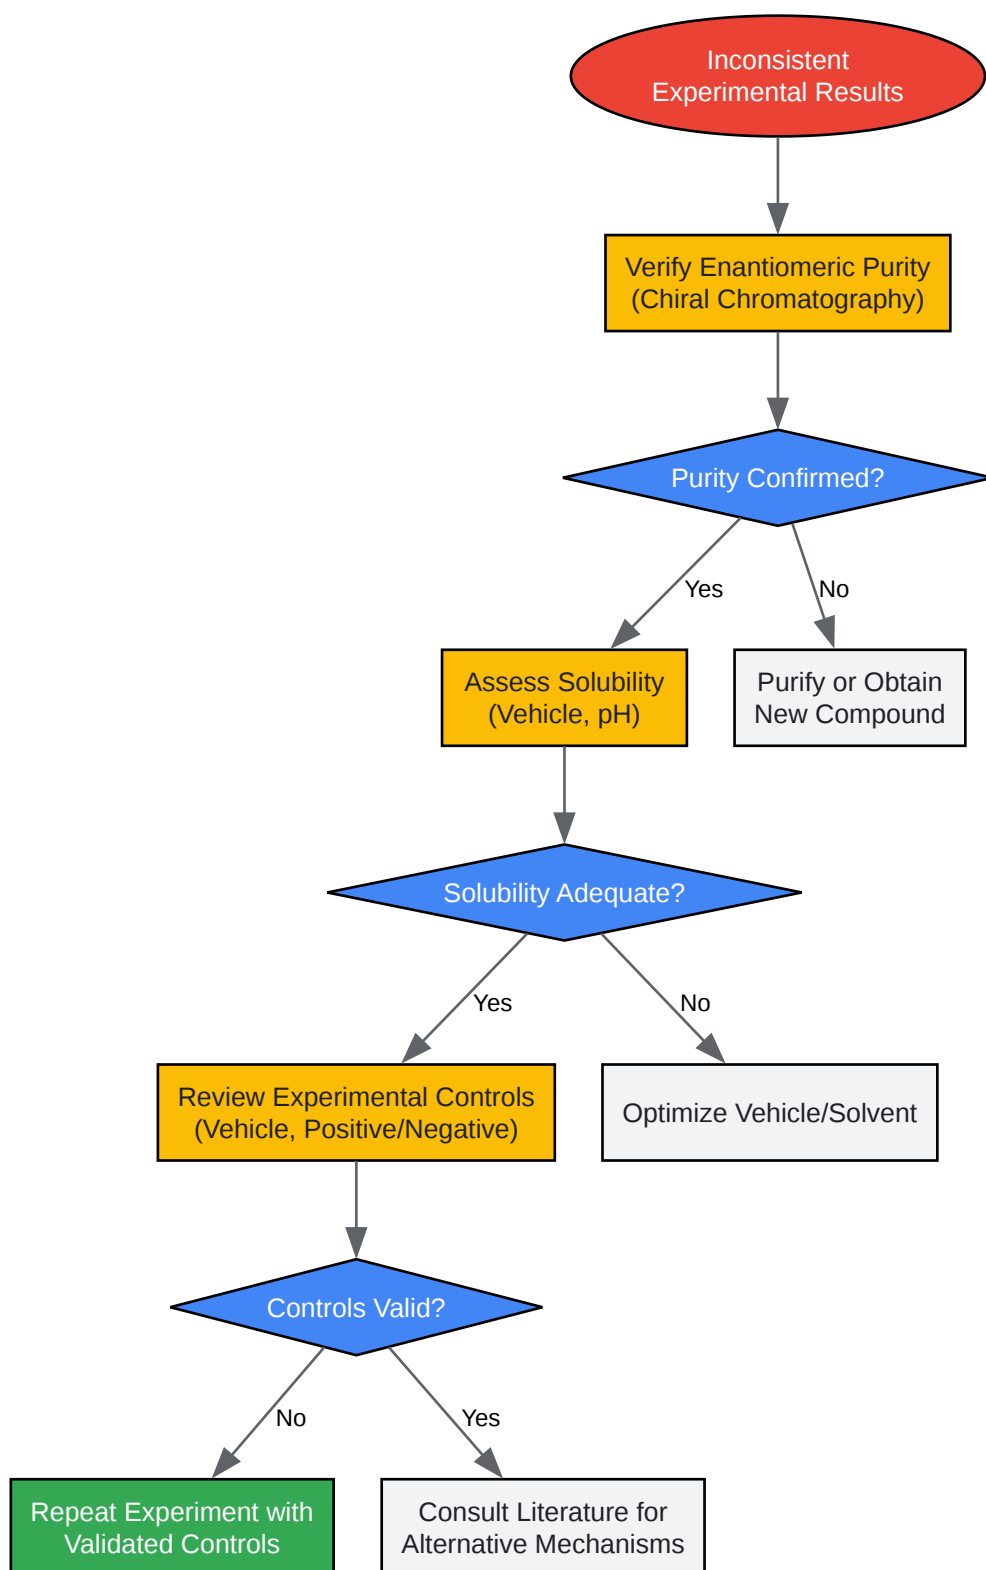 Inconsistent
Experimental Results
Verify Enantiomeric Purity
(Chiral Chromatography)
Purity Confirmed?
Yes
No
Assess Solubility
(Vehicle, pH)
Purify or Obtain
New Compound
Solubility Adequate?
Yes
No
Review Experimental Controls
(Vehicle, Positive/Negative)
Optimize Vehicle/Solvent
Controls Valid?
No
Yes
Repeat Experiment with
Validated Controls
Consult Literature for
Alternative Mechanisms